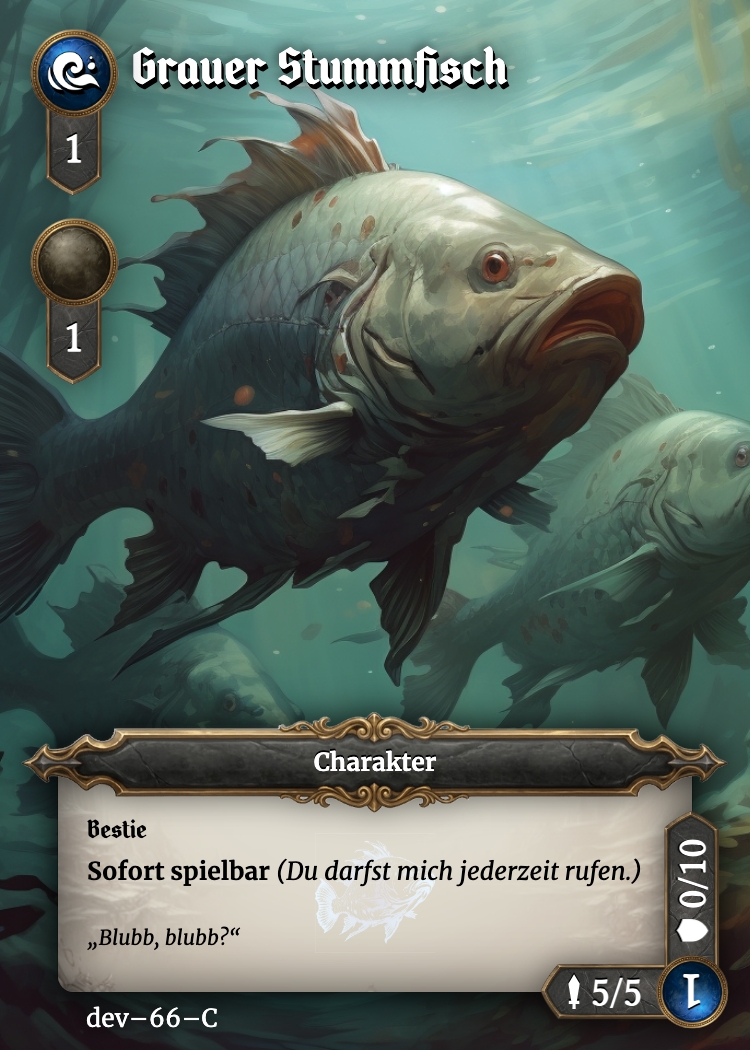 Grauer Stummfisch
1
1
Charakter
Bestie
Sofort spielbar (Du darfst mich jederzeit rufen.)
„Blubb, blubb?“
0/10
5/5
1
dev–66–C